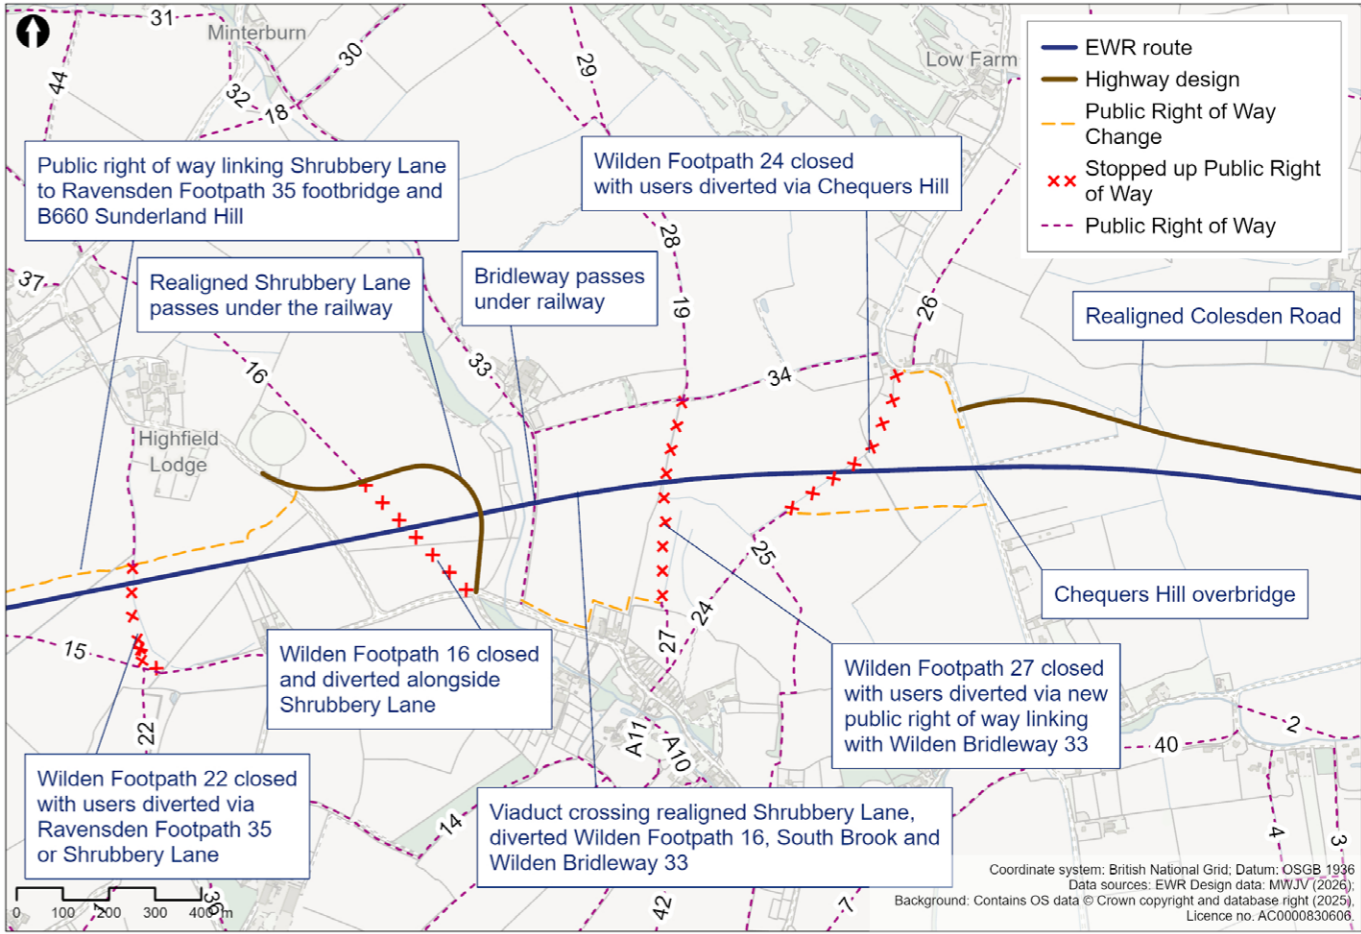 31
Minterburn
44
30
29
Low Farm
32
18
EWR route
Highway design
Public Right of Way
Change
Stopped up Public Right
of Way
Public Right of Way
Public right of way linking Shrubbery Lane
to Ravensden Footpath 35 footbridge and
B660 Sunderland Hill
Wilden Footpath 24 closed
with users diverted via Chequers Hill
28
37
Realigned Shrubbery Lane
passes under the railway
Bridleway passes
under railway
19
26
Realigned Colesden Road
16
33
34
Highfield
Lodge
25
24
27
Chequers Hill overbridge
15
22
Wilden Footpath 16 closed
and diverted alongside
Shrubbery Lane
Wilden Footpath 27 closed
with users diverted via new
public right of way linking
with Wilden Bridleway 33
A11
A10
2
40
Wilden Footpath 22 closed
with users diverted via
Ravensden Footpath 35
or Shrubbery Lane
14
Viaduct crossing realigned Shrubbery Lane,
diverted Wilden Footpath 16, South Brook and
Wilden Bridleway 33
4
3
36
42
7
0 100 200 300 400 m
Coordinate system: British National Grid; Datum: OSGB 1936
Data sources: EWR Design data: MWJV (2026);
Background: Contains OS data © Crown copyright and database right (2025),
Licence no. AC0000830606.